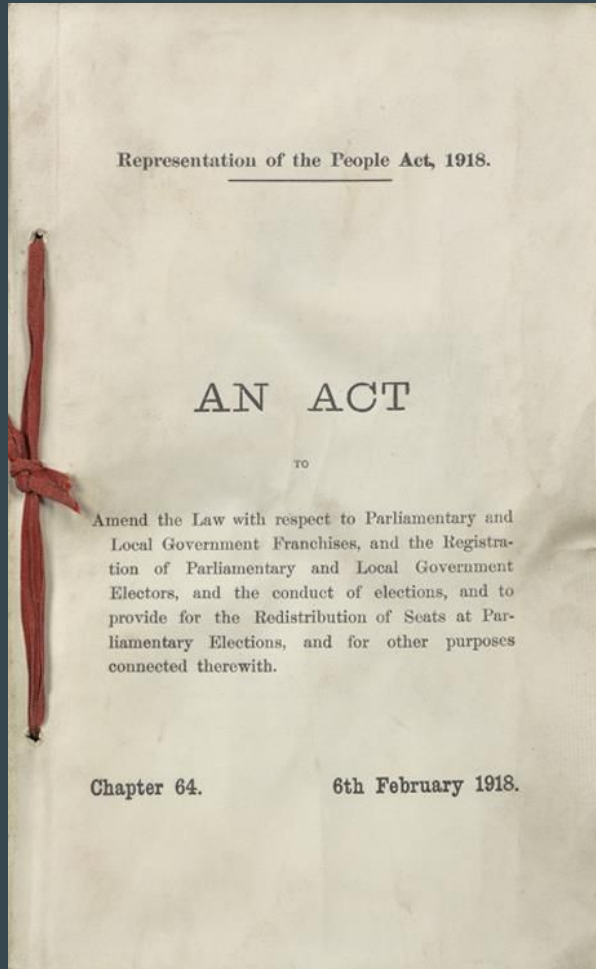 Representation of the People Act, 1918.
AN ACT
TO
Amend the Law with respect to Parliamentary and
Local Government Franchises, and the Registra-
tion of Parliamentary and Local Government
Electors, and the conduct of elections, and to
provide for the Redistribution of Seats at Par-
liamentary Elections, and for other purposes
connected therewith.
Chapter 64. 6th February 1918.